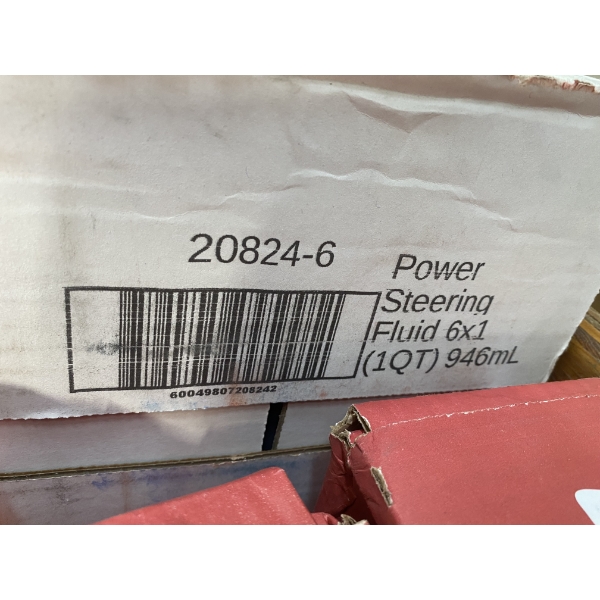 20824-6
Power
Steering
Fluid 6x1
(1QT) 946mL
60049807208242